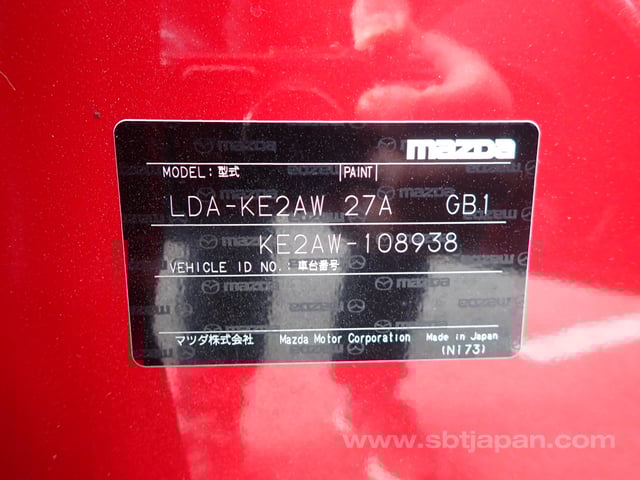 mazda
MODEL:型式 |PAINT|
LDA-KE2AW 27A GB1
KE2AW-108938
VEHICLE ID NO.:車台番号
マツダ株式会社 Mazda Motor Corporation Made in Japan
(N173)
www.sbtjapan.com